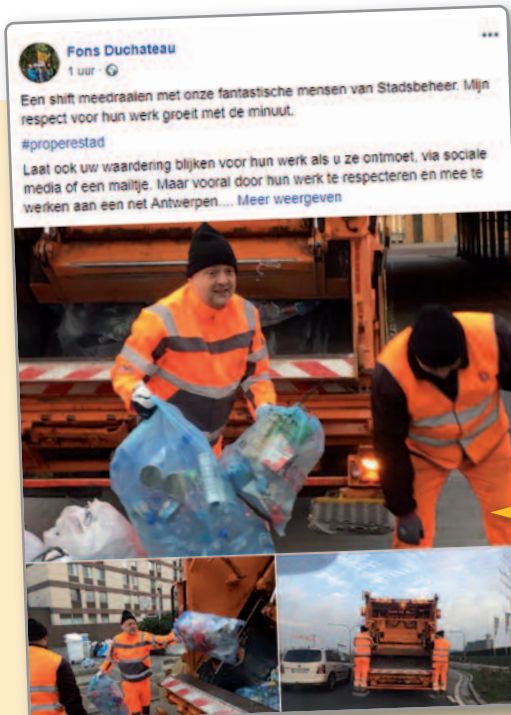 Fons Duchateau
1 uur
Een shift meedraaien met onze fantastische mensen van Stadsbeheer. Mijn
respect voor hun werk groeit met de minuut.
#properestad
Laat ook uw waardering blijken voor hun werk als u ze ontmoet, via sociale
media of een mailtje. Maar vooral door hun werk te respecteren en mee te
werken aan een net Antwerpen.... Meer weergeven